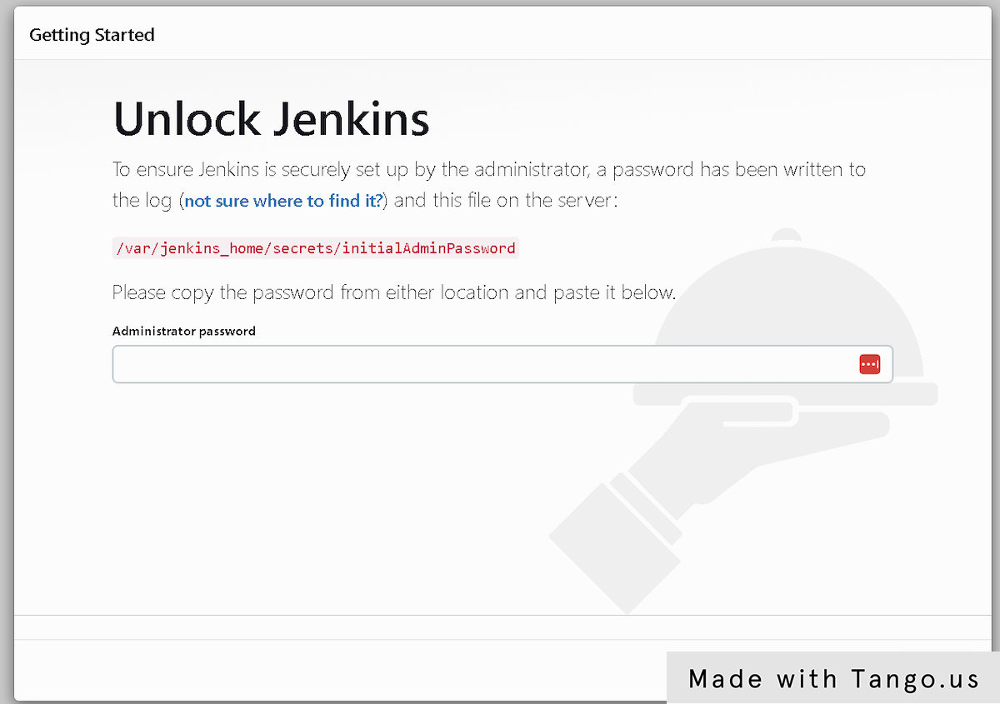 Getting Started
Unlock Jenkins
To ensure Jenkins is securely set up by the administrator, a password has been written to
the log (not sure where to find it?) and this file on the server:
/var/jenkins_home/secrets/initialAdminPassword
Please copy the password from either location and paste it below.
Administrator password
Made with Tango.us